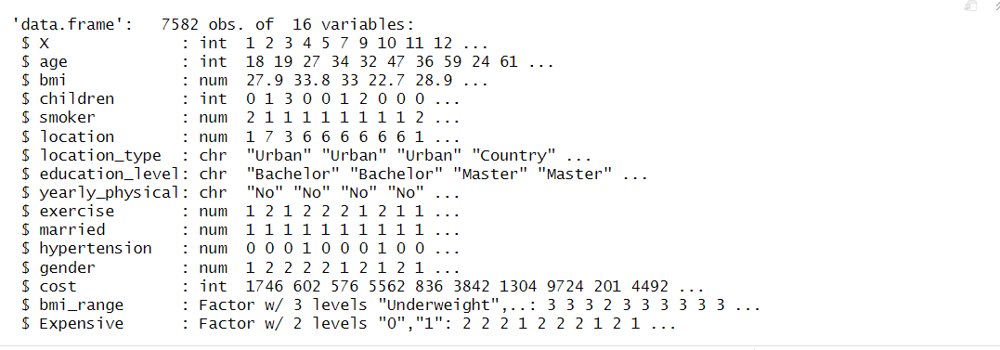 'data.frame':   7582 obs. of  16 variables:
 $ X              : int  1 2 3 4 5 7 9 10 11 12 ...
 $ age            : int  18 19 27 34 32 47 36 59 24 61 ...
 $ bmi            : num  27.9 33.8 33 22.7 28.9 ...
 $ children       : int  0 1 3 0 0 1 2 0 0 0 ...
 $ smoker         : num  2 1 1 1 1 1 1 1 1 2 ...
 $ location       : num  1 7 3 6 6 6 6 6 6 1 ...
 $ location_type  : chr  "Urban" "Urban" "Urban" "Country" ...
 $ education_level: chr  "Bachelor" "Bachelor" "Master" "Master" ...
 $ yearly_physical: chr  "No" "No" "No" "No" ...
 $ exercise       : num  1 2 1 2 2 2 1 2 1 1 ...
 $ married        : num  1 1 1 1 1 1 1 1 1 1 ...
 $ hypertension   : num  0 0 0 1 0 0 0 1 0 0 ...
 $ gender         : num  1 2 2 2 2 1 2 1 2 1 ...
 $ cost           : int  1746 602 576 5562 836 3842 1304 9724 201 4492 ...
 $ bmi_range      : Factor w/ 3 levels "Underweight",..: 3 3 3 2 3 3 3 3 3 3 ...
 $ Expensive      : Factor w/ 2 levels "0","1": 2 2 2 1 2 2 2 1 2 1 ...